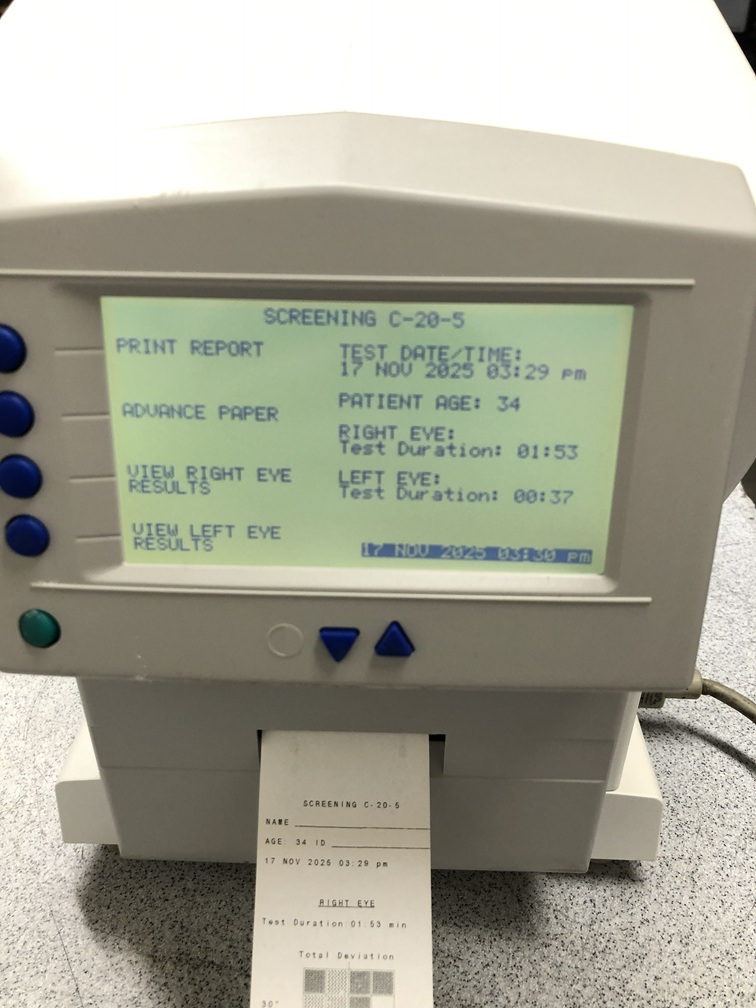 SCREENING C-20-5
PRINT REPORT
ADVANCE PAPER
VIEW RIGHT EYE
RESULTS
VIEW LEFT EYE
RESULTS
TEST DATE/TIME:
17 NOV 2025 03:29 pm
PATIENT AGE: 34
RIGHT EYE:
Test Duration: 01:53
LEFT EYE:
Test Duration: 00:37
17 NOV 2025 03:30 pm
SCREENING C-20-5
NAME
AGE: 34 ID
17 NOV 2025 03:29 pm
RIGHT EYE
Test Duration:01:53 min
Total Deviation
30°